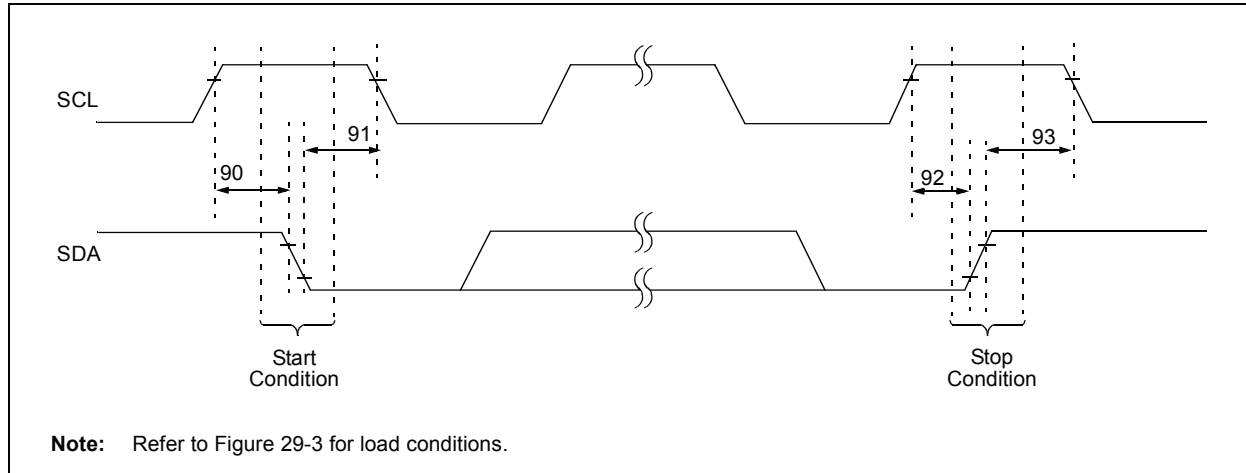 SCL
91
93
90
92
SDA
Start
Condition
Stop
Condition
Note: Refer to Figure 29-3 for load conditions.